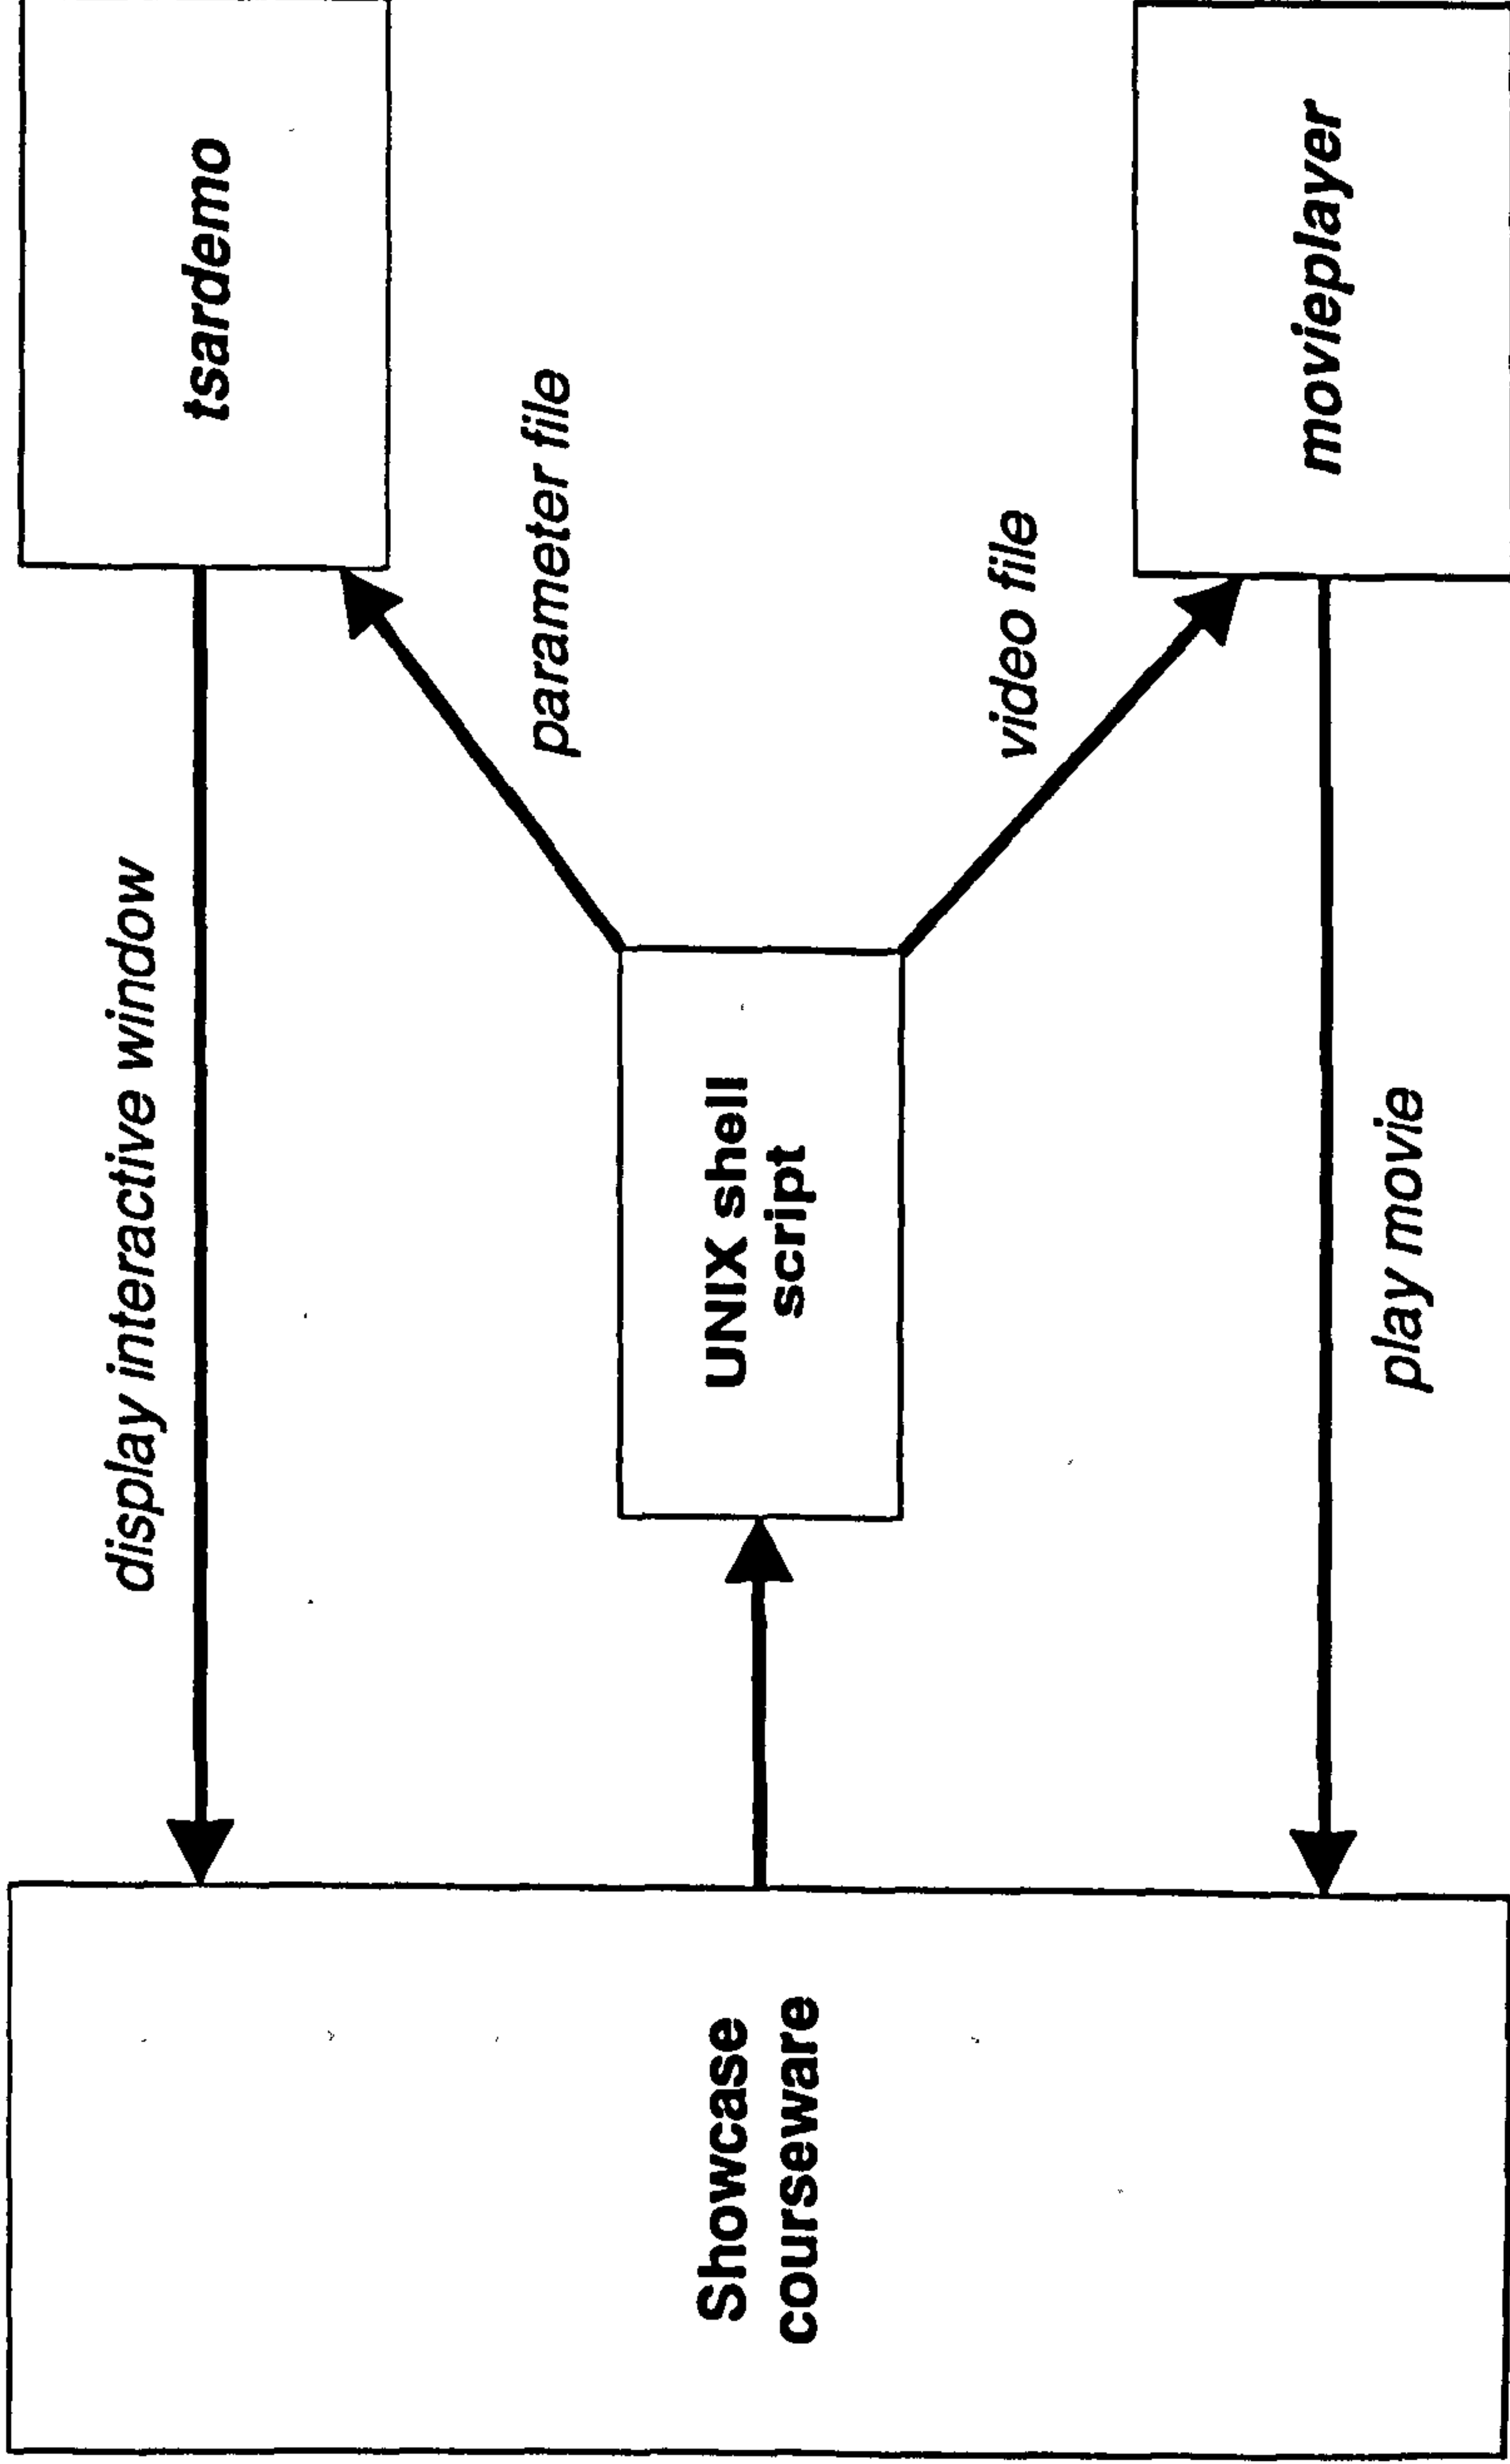 display interactive window
tsardemo
parameter file
Showcase
courseware
UNIX shell
script
video file
movieplayer
play movie